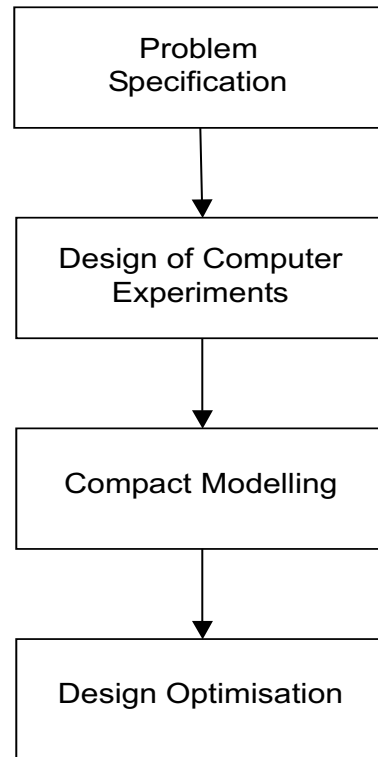 Problem
Specification
Design of Computer
Experiments
Compact Modelling
Design Optimisation